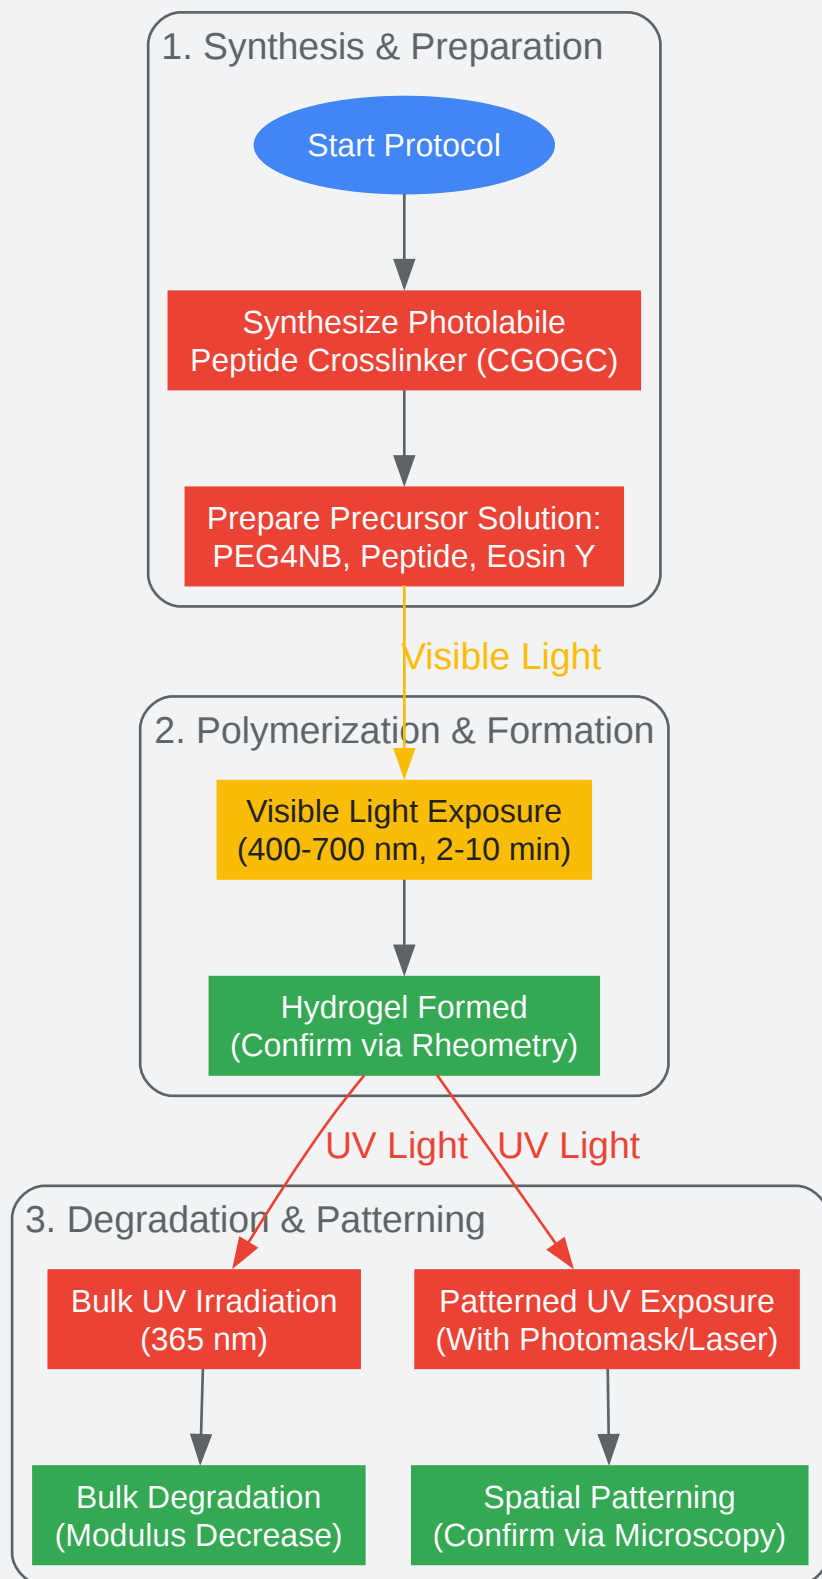 1. Synthesis & Preparation
Start Protocol
Synthesize Photolabile
Peptide Crosslinker (CGOGC)
Prepare Precursor Solution:
PEG4NB, Peptide, Eosin Y
Visible Light
2. Polymerization & Formation
Visible Light Exposure
(400-700 nm, 2-10 min)
Hydrogel Formed
(Confirm via Rheometry)
UV Light
UV Light
3. Degradation & Patterning
Bulk UV Irradiation
(365 nm)
Patterned UV Exposure
(With Photomask/Laser)
Bulk Degradation
(Modulus Decrease)
Spatial Patterning
(Confirm via Microscopy)